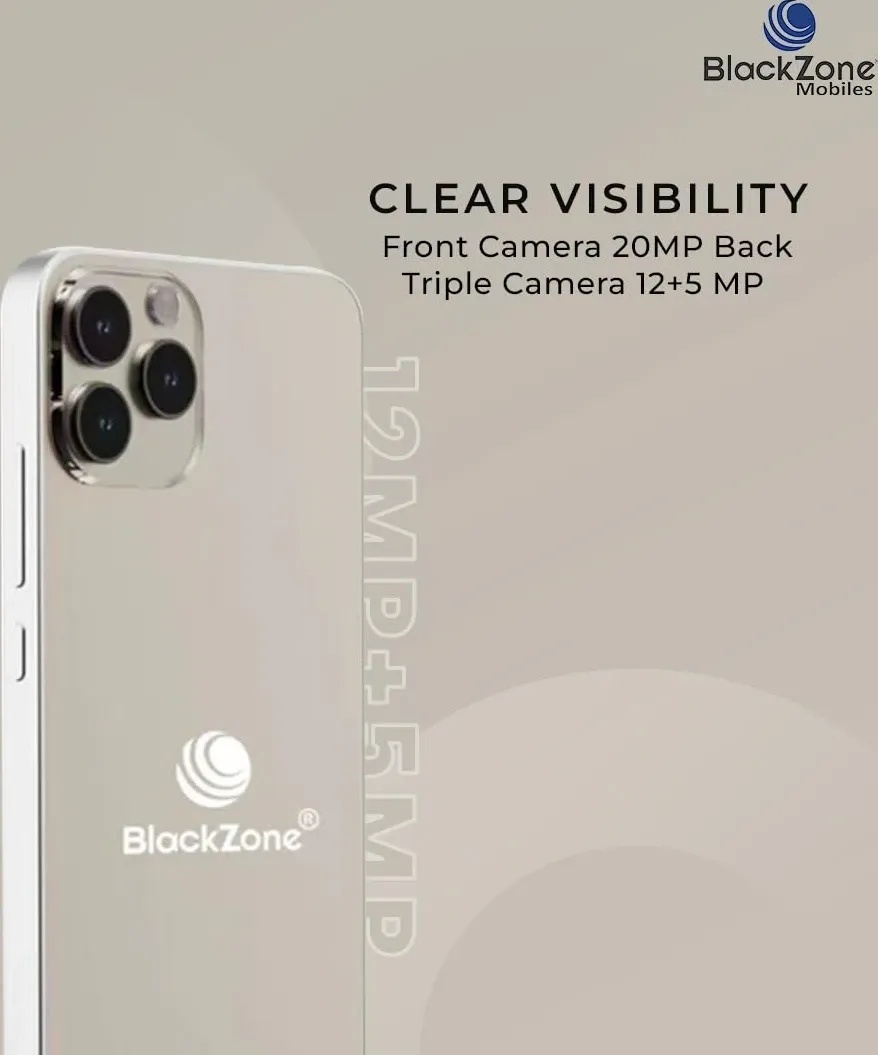 BlackZone
Mobiles
CLEAR VISIBILITY
Front Camera 20MP Back
Triple Camera 12+5 MP
12MP+5MP
BlackZone®